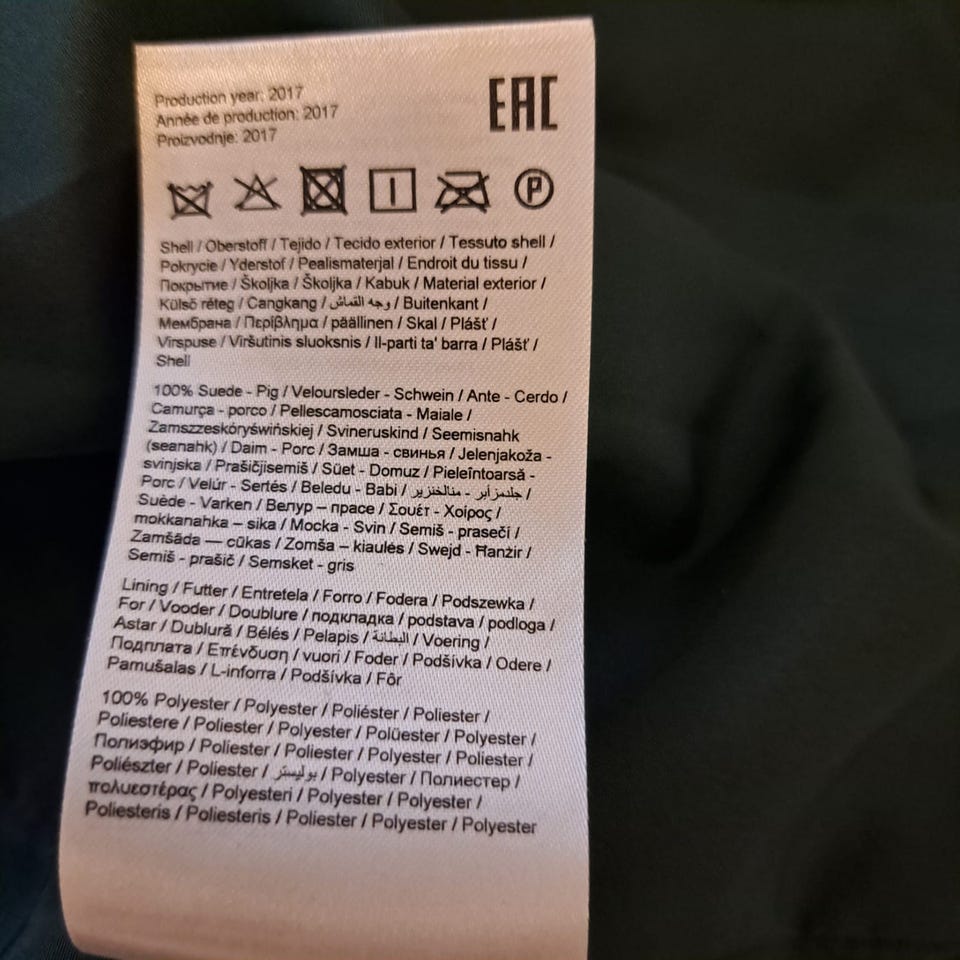 Production year: 2017
Année de production: 2017
Proizvodnje: 2017
EAC
P
Shell / Oberstoff / Tejido / Tecido exterior / Tessuto shell /
Pokrycie / Yderstof / Pealismaterjal / Endroit du tissu /
Покрытие / Školjka / Školjka / Kabuk / Material exterior /
Külső réteg / Cangkang / وجه القماش / Buitenkant /
Мембрана / Περίβλημα / päällinen / Skal / Plášť /
Virspuse / Viršutinis sluoksnis / Il-parti ta' barra / Plášť /
Shell
100% Suede - Pig / Veloursleder - Schwein / Ante - Cerdo /
Camurça - porco / Pellescamosciata - Maiale /
Zamszzeskóryświńskiej / Svineruskind / Seemisnahk
(seanahk) / Daim - Porc / Замша - свинья / Jelenjakoža -
svinjska / Prašičjisemiš / Süet - Domuz / Pieleîntoarsă -
Porc / Velúr - Sertés / Beledu - Babi / جلدمزأبر - منالخنزير /
Suède - Varken / Велур – прасе / Σουέτ - Χοίρος /
mokkanahka – sika / Mocka - Svin / Semiš - prasečí /
Zamšāda — cūkas / Zomša – kiaulės / Swejd - Ħanżir /
Semiš - prašič / Semsket - gris
Lining / Futter / Entretela / Forro / Fodera / Podszewka /
For / Vooder / Doublure / подкладка / podstava / podloga /
Astar / Dublură / Bélés / Pelapis / البطانة / Voering /
Подплата / Επένδυση / vuori / Foder / Podšívka / Odere /
Pamušalas / L-inforra / Podšívka / Fôr
100% Polyester / Polyester / Poliéster / Poliester /
Poliestere / Poliester / Polyester / Polüester / Polyester /
Полиэфир / Poliester / Poliester / Polyester / Poliester /
Poliészter / Poliester / بوليستر / Polyester / Полиестер /
πολυεστέρας / Polyesteri / Polyester / Polyester /
Poliesteris / Poliesteris / Poliester / Polyester / Polyester